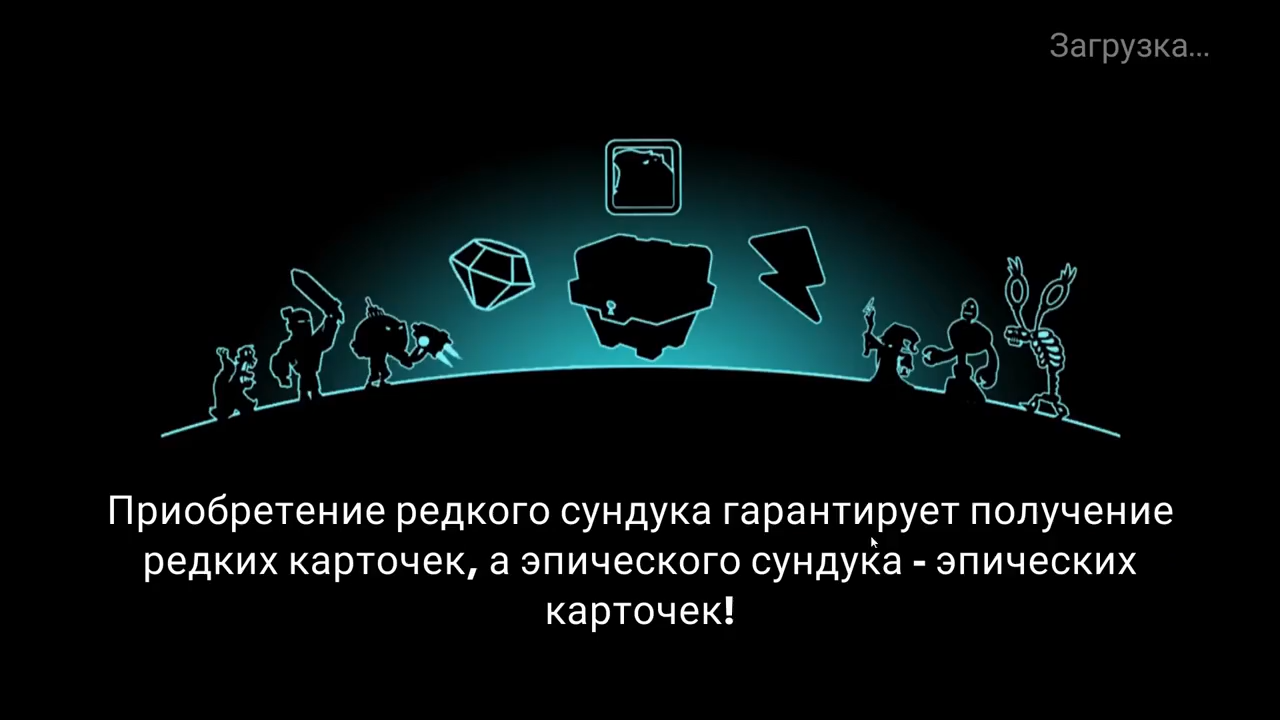 Загрузка...
Приобретение редкого сундука гарантирует получение
редких карточек, а эпического сундука - эпических
карточек!